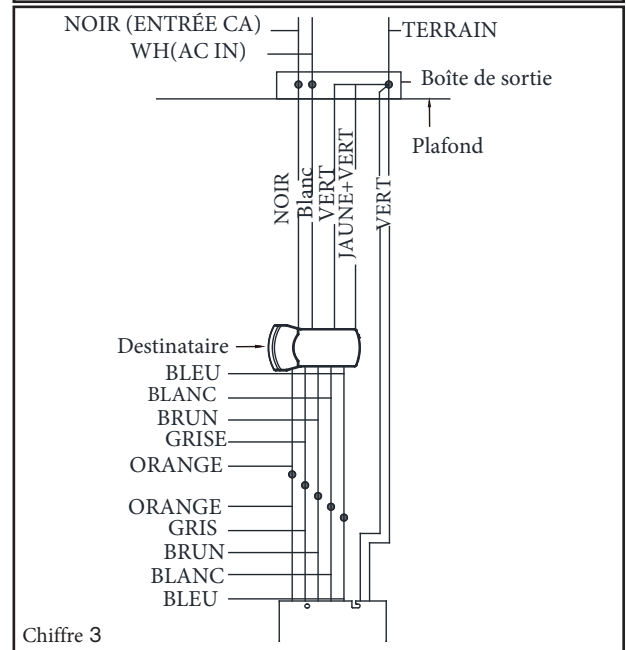 NOIR (ENTRÉE CA)
TERRAIN
WH(AC IN)
Boîte de sortie
Plafond
NOIR
Blanc
VERT
JAUNE+VERT
VERT
Destinataire
BLEU
BLANC
BRUN
GRISE
ORANGE
ORANGE
GRIS
BRUN
BLANC
BLEU
Chiffre 3